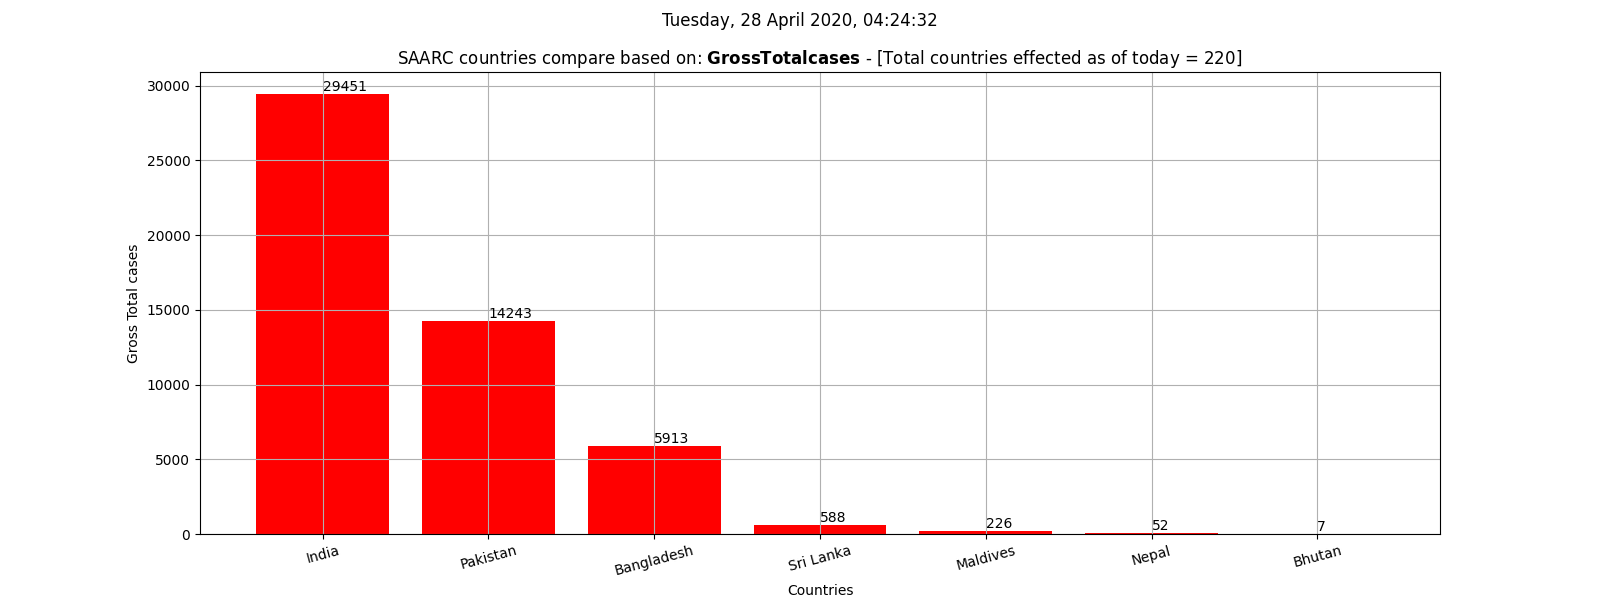 Tuesday, 28 April 2020, 04:24:32
SAARC countries compare based on: GrossTotalcases - [Total countries effected as of today = 220]
Gross Total cases
30000
25000
20000
15000
10000
5000
0
29451
14243
5913
588
226
52
7
India
Pakistan
Bangladesh
Sri Lanka
Maldives
Nepal
Bhutan
Countries